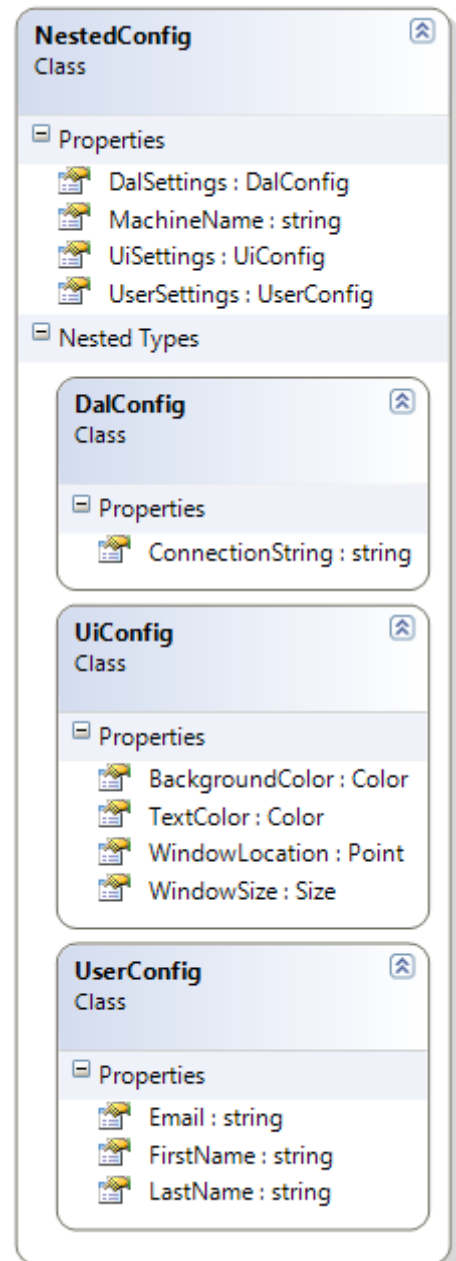 NestedConfig
Class
Properties
DalSettings : DalConfig
MachineName : string
UiSettings : UiConfig
UserSettings : UserConfig
Nested Types
DalConfig
Class
Properties
ConnectionString : string
UiConfig
Class
Properties
BackgroundColor : Color
TextColor : Color
WindowLocation : Point
WindowSize : Size
UserConfig
Class
Properties
Email : string
FirstName : string
LastName : string